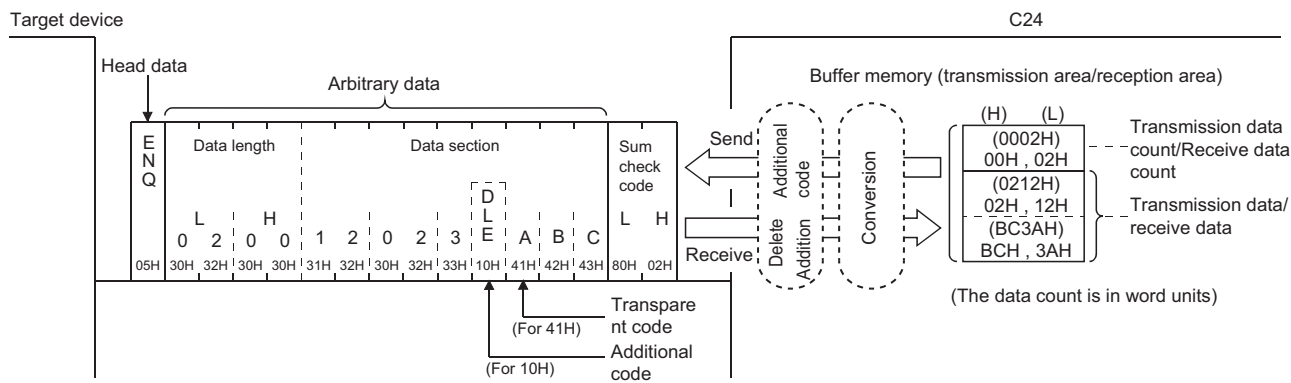 Target device
C24
Head data
Arbitrary data
Buffer memory (transmission area/reception area)
E
N
Q
Data length
Data section
Sum
check
code
D
L
E
L H
L H
0 2 0 0 1 2 0 2 3 A B C
05H 30H 32H 30H 30H 31H 32H 30H 32H 33H 10H 41H 42H 43H 80H 02H
Send
Receive
Additional
code
Delete
Addition
Conversion
(H) (L)
(0002H)
00H , 02H
(0212H)
02H , 12H
(BC3AH)
BCH , 3AH
Transmission data
count/Receive data
count
Transmission data/
receive data
(The data count is in word units)
(For 41H)
Transpare
nt code
(For 10H)
Additional
code